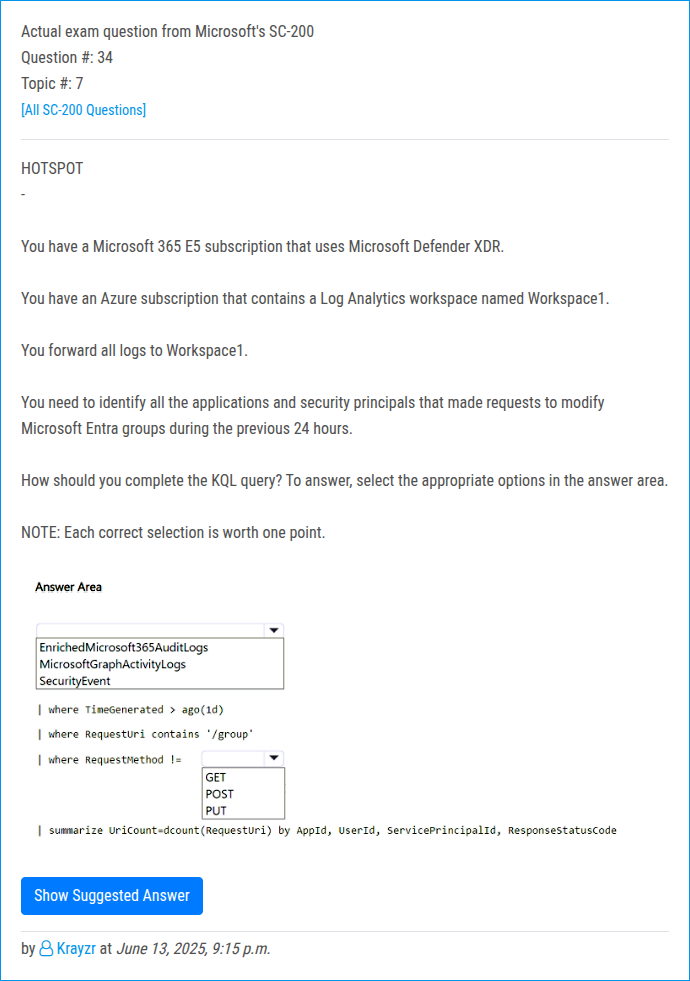 Actual exam question from Microsoft's SC-200
Question #: 34
Topic #: 7
[All SC-200 Questions]
HOTSPOT
-
You have a Microsoft 365 E5 subscription that uses Microsoft Defender XDR.
You have an Azure subscription that contains a Log Analytics workspace named Workspace1.
You forward all logs to Workspace1.
You need to identify all the applications and security principals that made requests to modify
Microsoft Entra groups during the previous 24 hours.
How should you complete the KQL query? To answer, select the appropriate options in the answer area.
NOTE: Each correct selection is worth one point.
Answer Area
EnrichedMicrosoft365AuditLogs
MicrosoftGraphActivityLogs
SecurityEvent
| where TimeGenerated > ago(1d)
| where RequestUri contains '/group'
| where RequestMethod !=
GET
POST
PUT
| summarize UriCount=dcount(RequestUri) by AppId, UserId, ServicePrincipalId, ResponseStatusCode
Show Suggested Answer
by Krayzr at June 13, 2025, 9:15 p.m.